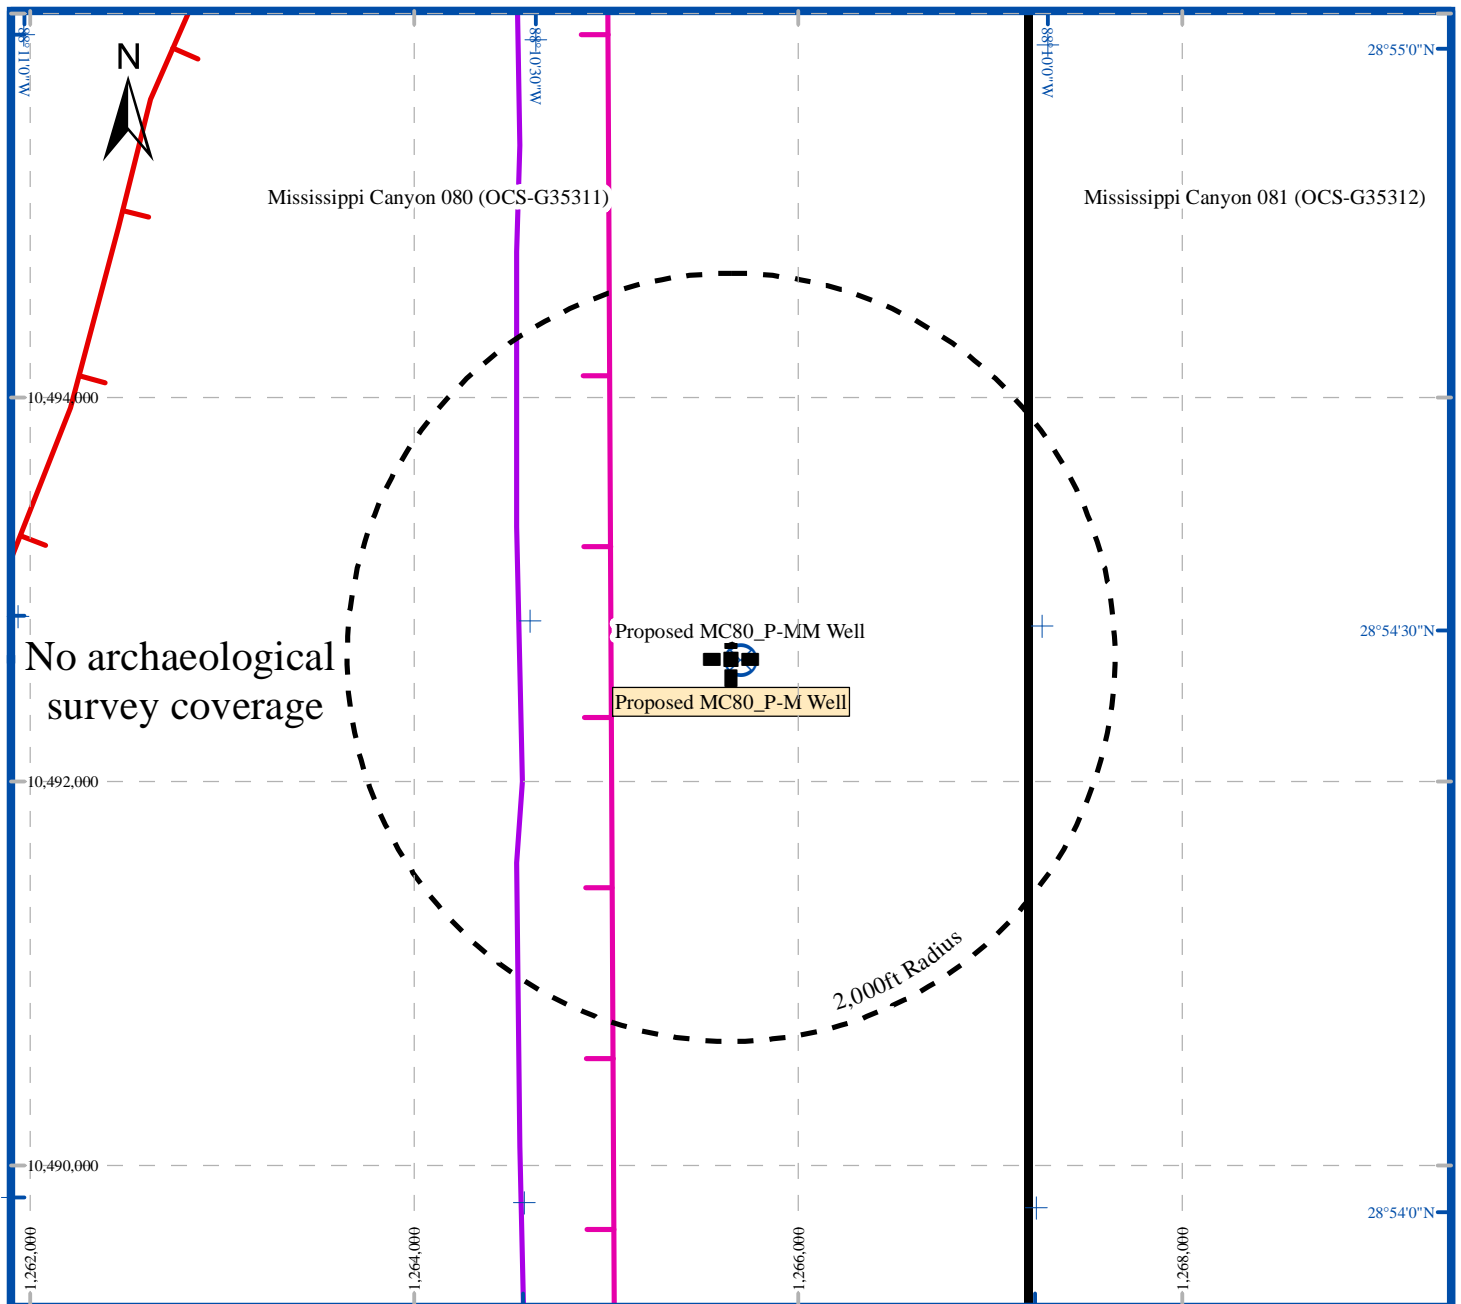 88°11'0"W
88°10'30"W
88°10'0"W
28°55'0"N
N
Mississippi Canyon 080 (OCS-G35311)
Mississippi Canyon 081 (OCS-G35312)
10,494,000
Proposed MC80_P-MM Well
28°54'30"N
No archaeological
survey coverage
Proposed MC80_P-M Well
10,492,000
2,000ft Radius
10,490,000
28°54'0"N
1,262,000
1,264,000
1,266,000
1,268,000